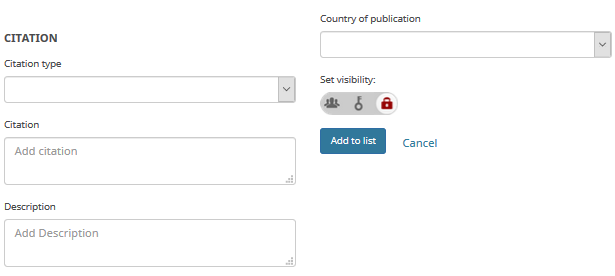 CITATION
Citation type
Citation
Add citation
Description
Add Description
Country of publication
Set visibility:
Add to list
Cancel